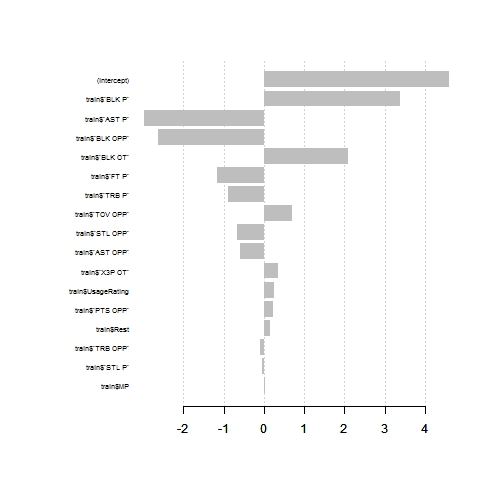 (Intercept)
train$`BLK P`
train$`AST P`
train$`BLK OPP`
train$`BLK OT`
train$`FT P`
train$`TRB P`
train$`TOV OPP`
train$`STL OPP`
train$`AST OPP`
train$`X3P OT`
train$UsageRating
train$`PTS OPP`
train$Rest
train$`TRB OPP`
train$`STL P`
train$MP
-2 -1 0 1 2 3 4